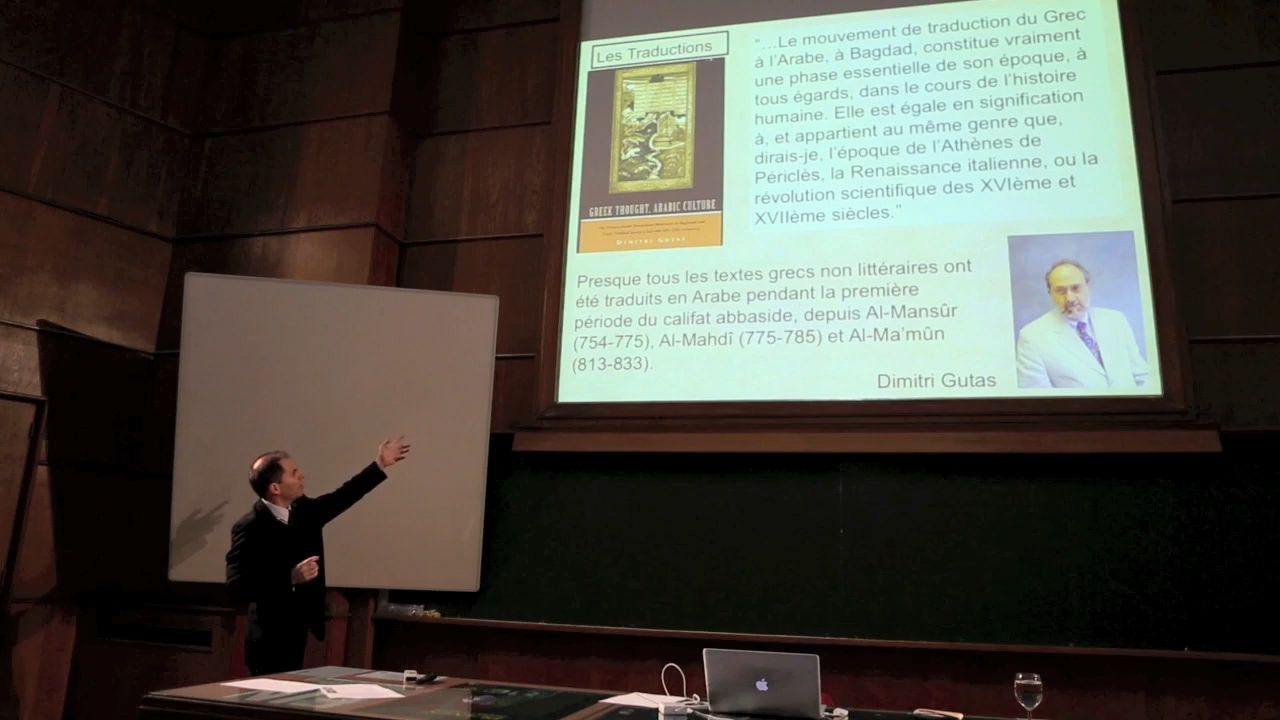 Les Traductions
GREEK THOUGHT, ARABIC CULTURE
DIMITRI GUTAS
“...Le mouvement de traduction du Grec
à l’Arabe, à Bagdad, constitue vraiment
une phase essentielle de son époque, à
tous égards, dans le cours de l’histoire
humaine. Elle est égale en signification
à, et appartient au même genre que,
dirais-je, l’époque de l’Athènes de
Périclès, la Renaissance italienne, ou la
révolution scientifique des XVIème et
XVIIème siècles.”
Presque tous les textes grecs non littéraires ont
été traduits en Arabe pendant la première
période du califat abbaside, depuis Al-Mansûr
(754-775), Al-Mahdî (775-785) et Al-Ma’mûn
(813-833).
Dimitri Gutas